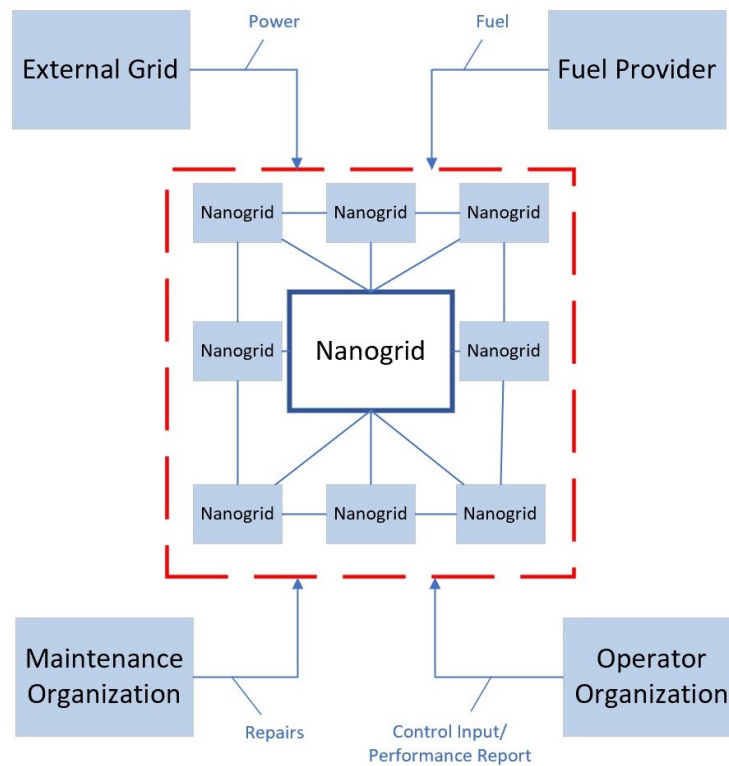 Power
Fuel
External Grid
Fuel Provider
Nanogrid
Nanogrid
Nanogrid
Nanogrid
Nanogrid
Nanogrid
Nanogrid
Nanogrid
Nanogrid
Maintenance
Organization
Operator
Organization
Repairs
Control Input/
Performance Report